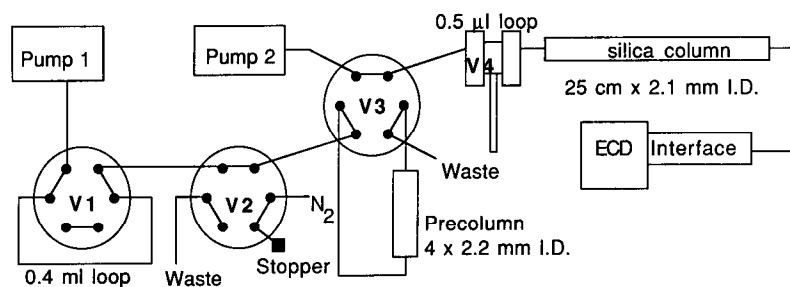 Pump 1
Pump 2
0.5 µl loop
V4
silica column
25 cm x 2.1 mm I.D.
V3
ECD
Interface
Waste
V1
V2
N2
Precolumn
4 x 2.2 mm I.D.
Stopper
0.4 ml loop
Waste